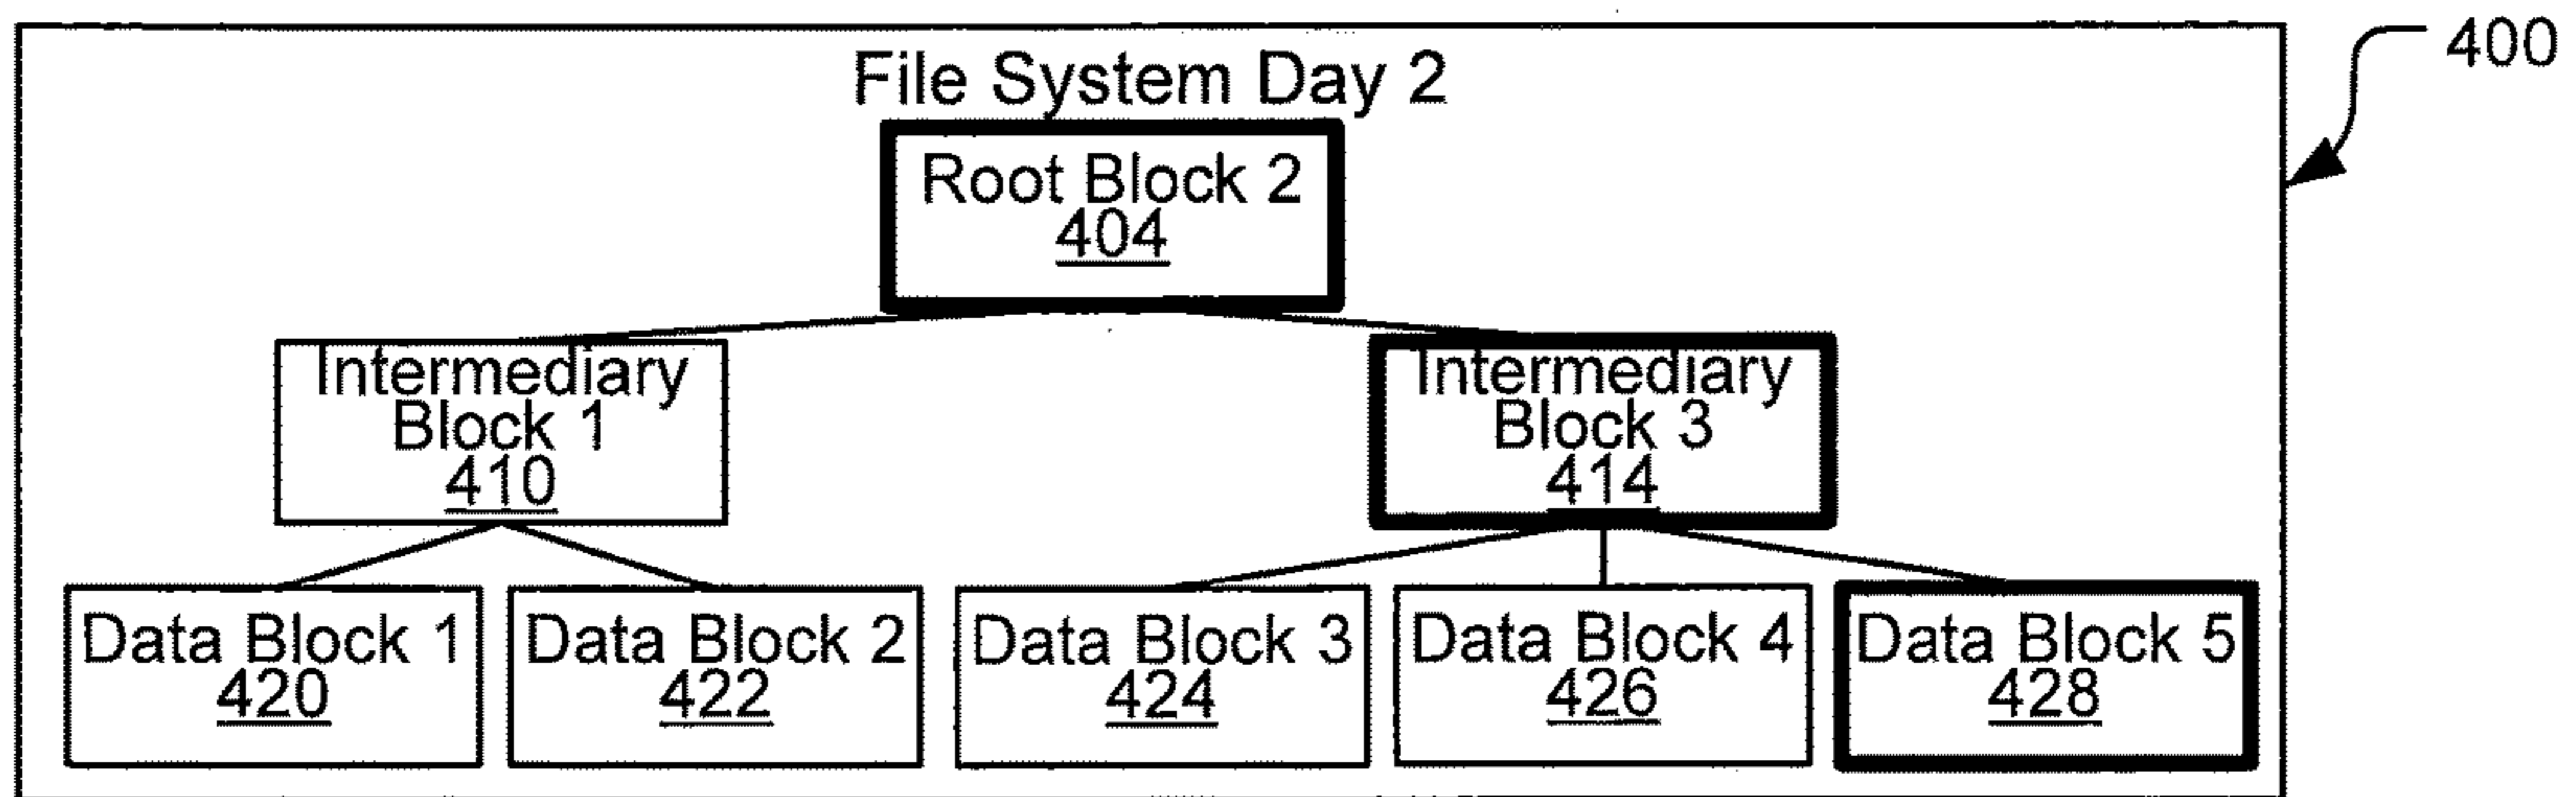 400
File System Day 2
Root Block 2
404
Intermediary
Block 1
410
Intermediary
Block 3
414
Data Block 1
420
Data Block 2
422
Data Block 3
424
Data Block 4
426
Data Block 5
428